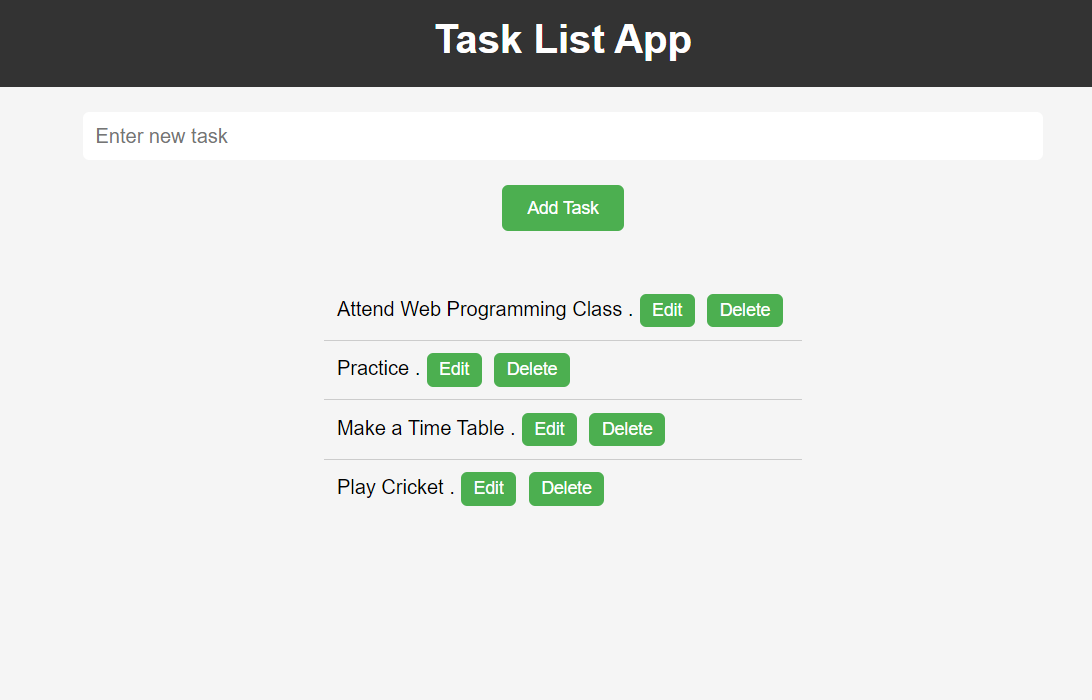 Task List App
Enter new task
Add Task
Attend Web Programming Class . Edit Delete
Practice . Edit Delete
Make a Time Table . Edit Delete
Play Cricket . Edit Delete